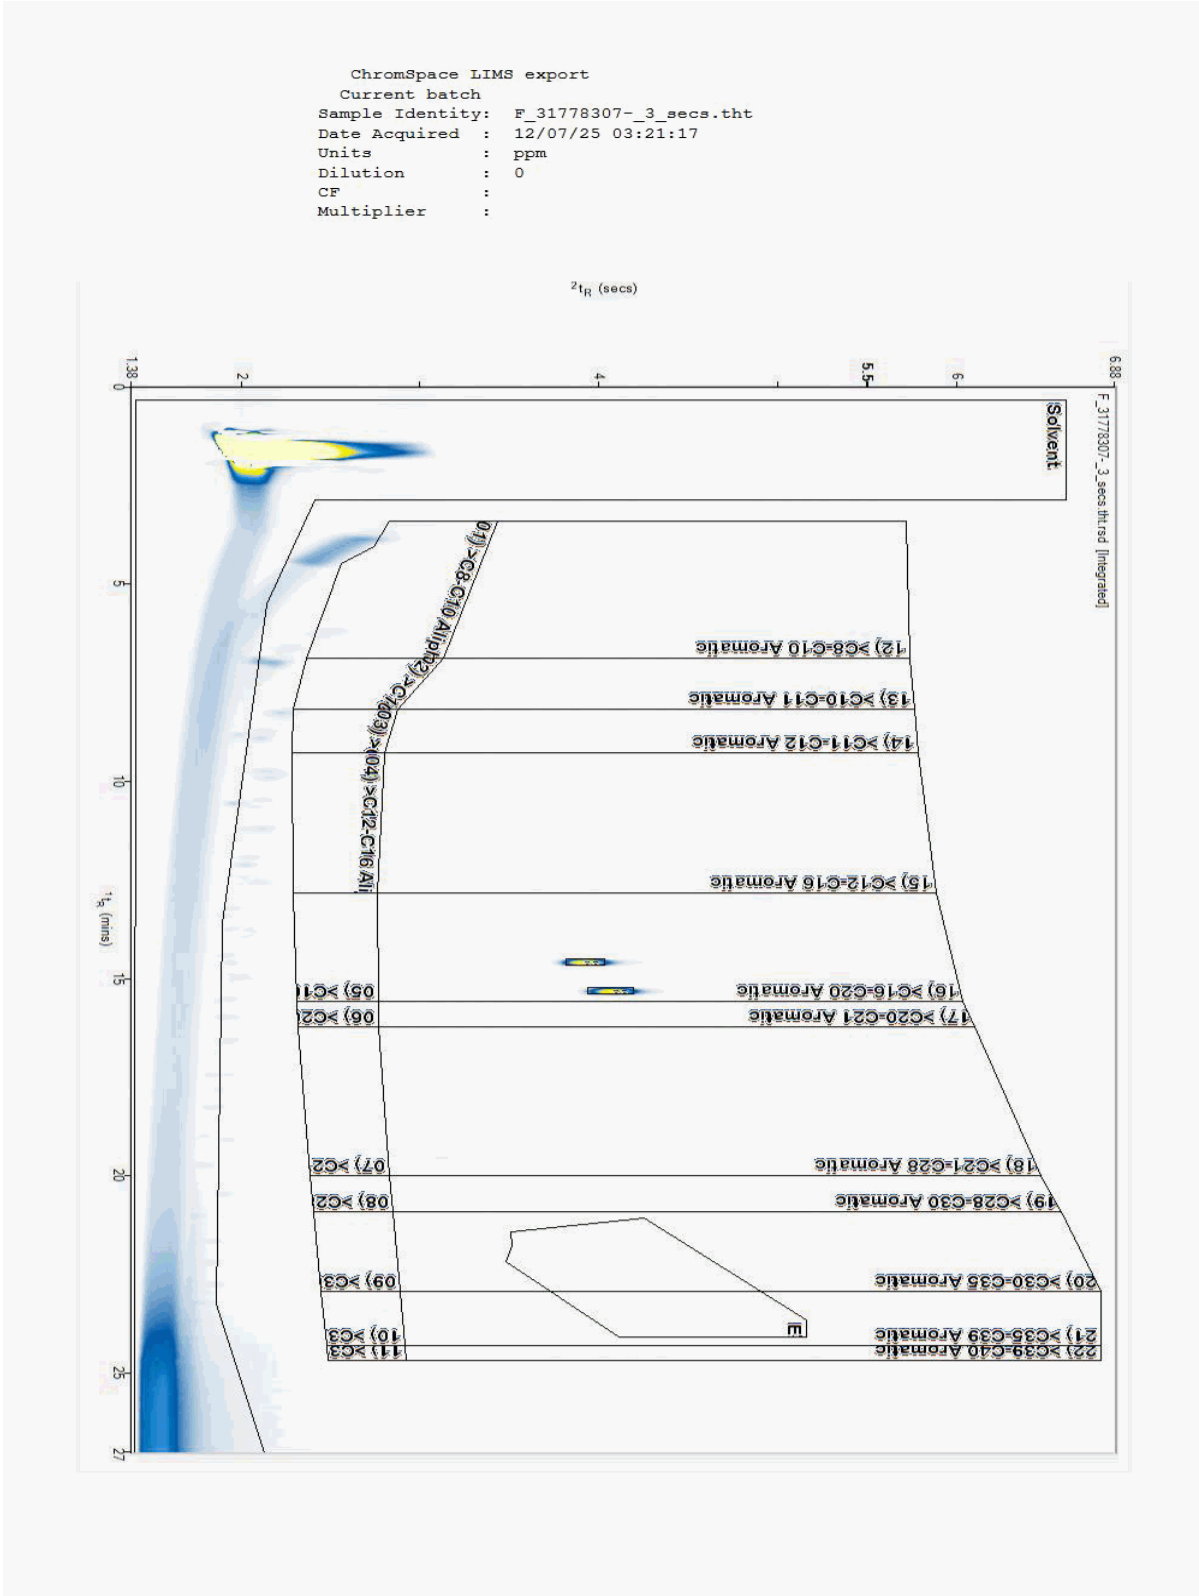 ChromSpace LIMS export
Current batch
Sample Identity: F_31778307-_3_secs.tht
Date Acquired : 12/07/25 03:21:17
Units : ppm
Dilution : 0
CF :
Multiplier :
²tR (secs)
1.38
2
4
5.5
6
6.88
0
F_31778307-_3_secs.tht.rsd [Integrated]
Solvent
01) >C8-C10 Alip
5
02) >C1
12) >C8-C10 Aromatic
03) >
13) >C10-C11 Aromatic
04) >C12-C16 Ali
14) >C11-C12 Aromatic
10
15) >C12-C16 Aromatic
¹tR (mins)
15
05) >C1
16) >C16-C20 Aromatic
06) >C2
17) >C20-C21 Aromatic
20
07) >C2
18) >C21-C28 Aromatic
08) >C2
19) >C28-C30 Aromatic
09) >C3
20) >C30-C35 Aromatic
E
10) >C3
21) >C35-C39 Aromatic
11) >C3
22) >C39-C40 Aromatic
25
27